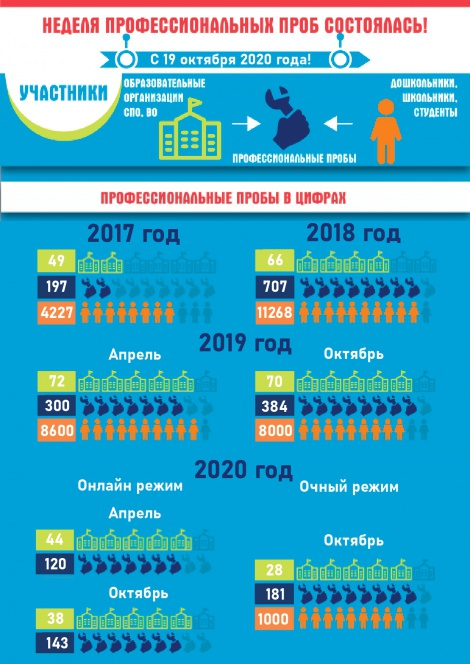 НЕДЕЛЯ ПРОФЕССИОНАЛЬНЫХ ПРОБ СОСТОЯЛАСЬ!
С 19 октября 2020 года!
УЧАСТНИКИ
ОБРАЗОВАТЕЛЬНЫЕ
ОРГАНИЗАЦИИ
СПО, ВО
ПРОФЕССИОНАЛЬНЫЕ ПРОБЫ
ДОШКОЛЬНИКИ,
ШКОЛЬНИКИ,
СТУДЕНТЫ
ПРОФЕССИОНАЛЬНЫЕ ПРОБЫ В ЦИФРАХ
2017 год
49
197
4227
2018 год
66
707
11268
2019 год
Апрель
72
300
8600
Октябрь
70
384
8000
2020 год
Онлайн режим
Апрель
44
120
Октябрь
38
143
Очный режим
Октябрь
28
181
1000